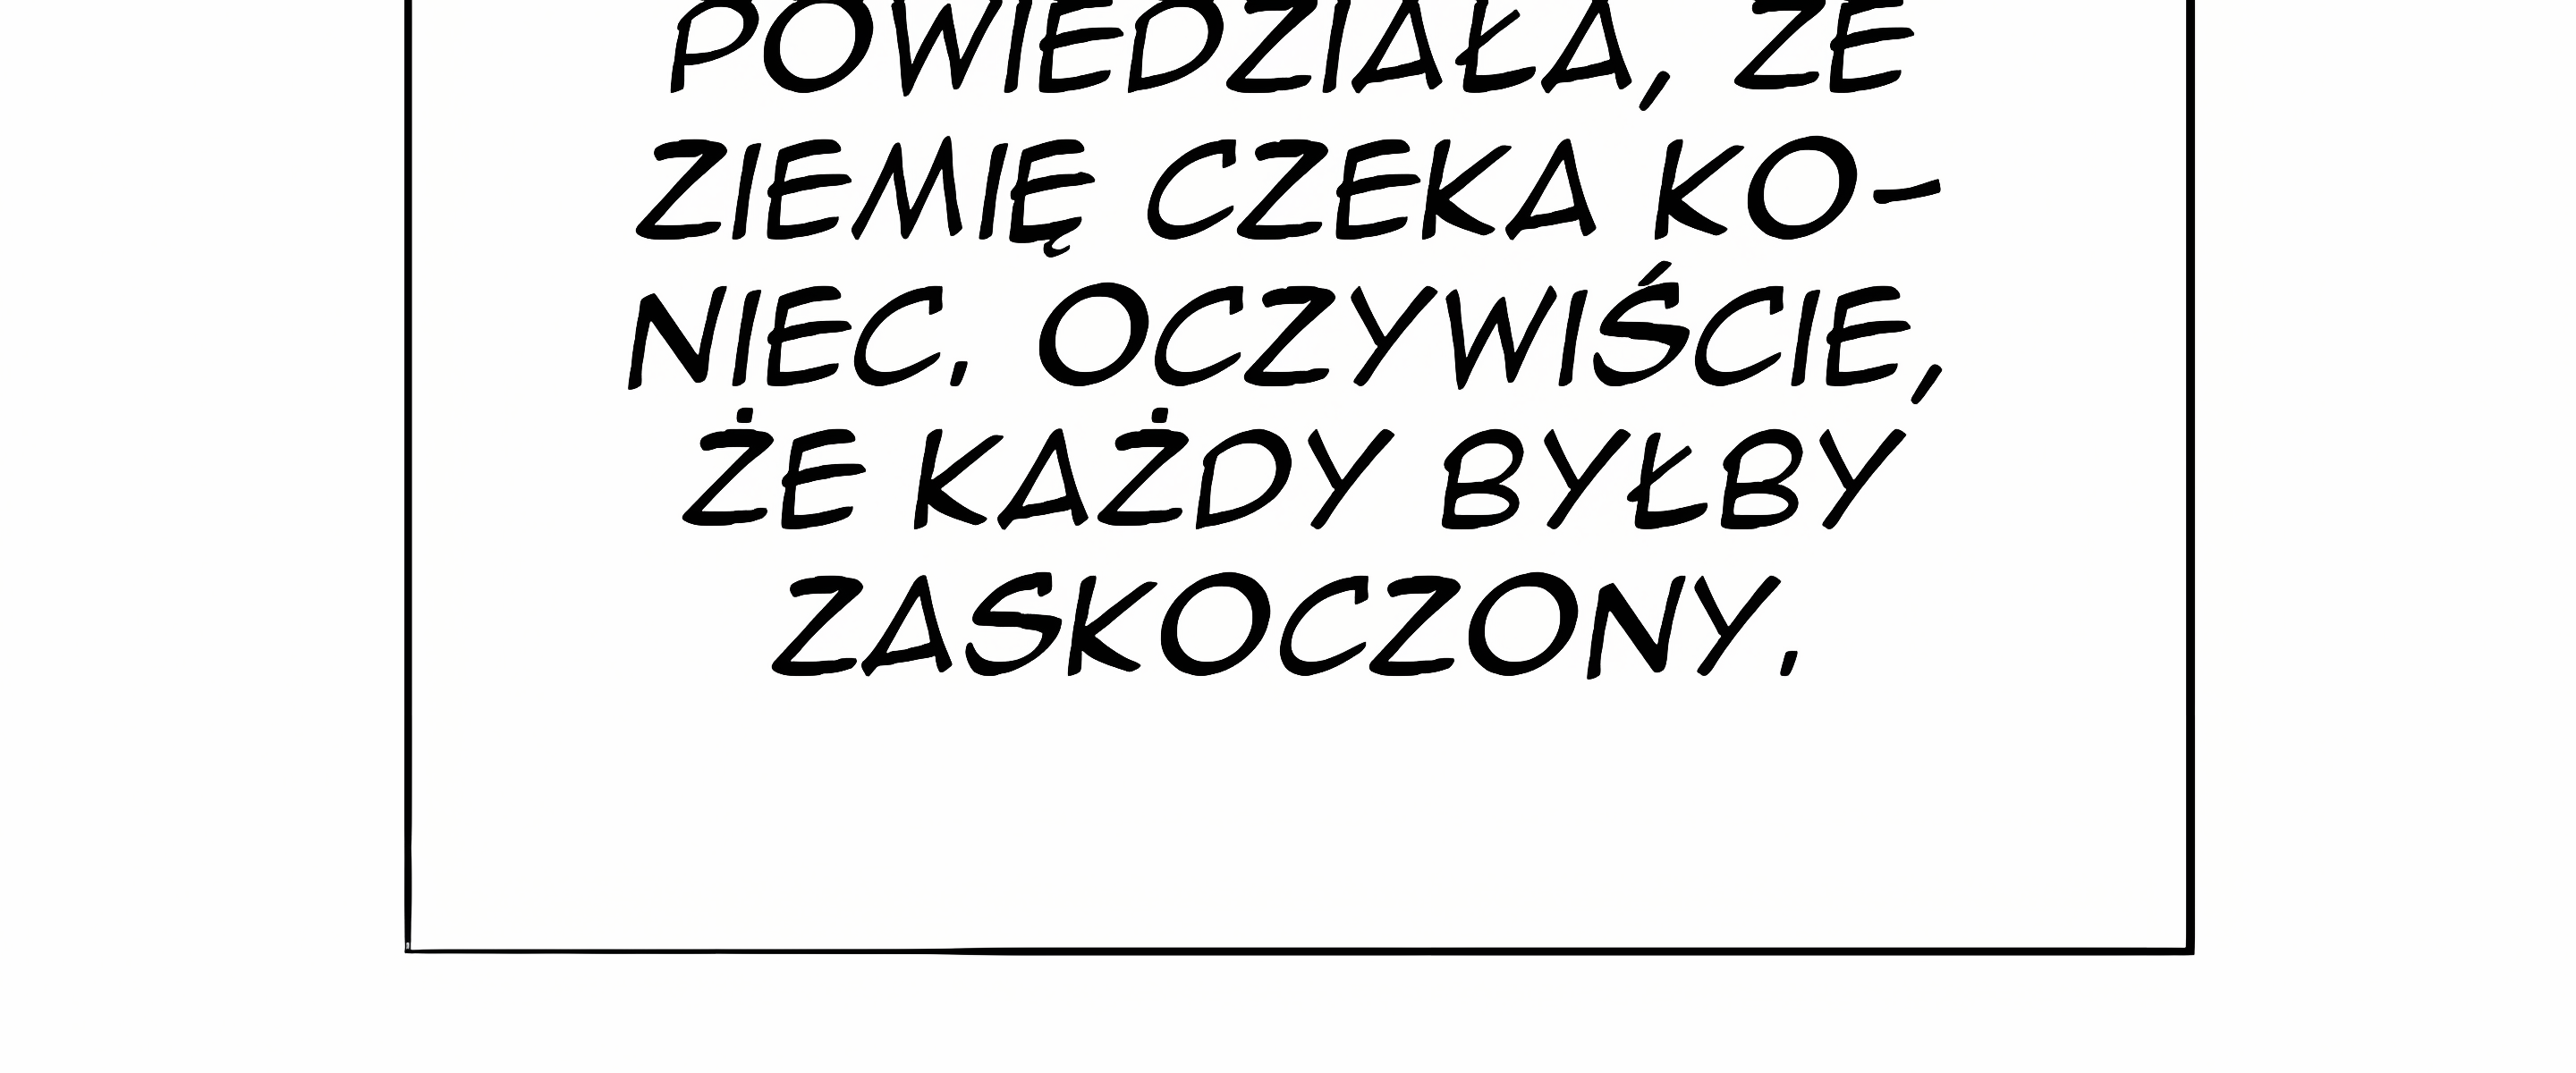 POWIEDZIAŁA, ŻE
ZIEMIĘ CZEKA KO-
NIEC. OCZYWIŚCIE,
ŻE KAŻDY BYŁBY
ZASKOCZONY.